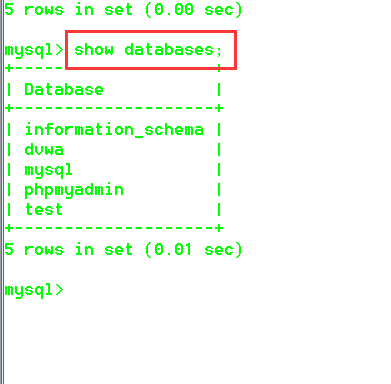 5 rows in set (0.00 sec)
mysql> show databases;
+--------------------+
| Database           |
+--------------------+
| information_schema |
| dvwa               |
| mysql              |
| phpmyadmin         |
| test               |
+--------------------+
5 rows in set (0.01 sec)
mysql>